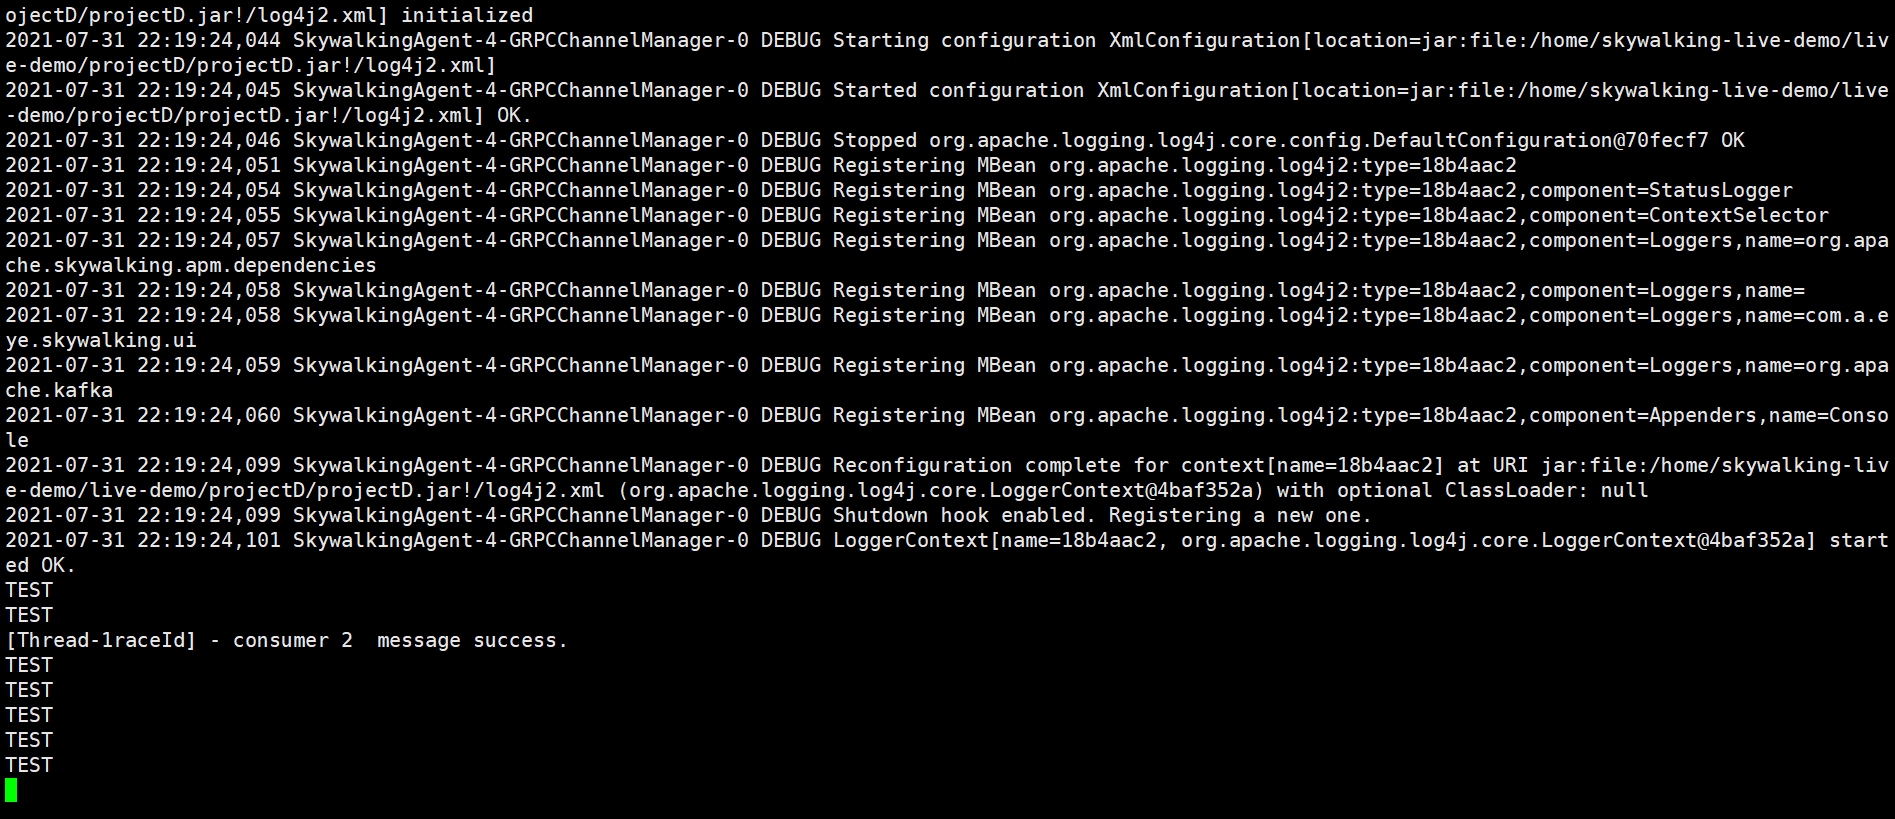 ojectD/projectD.jar!/log4j2.xml] initialized
2021-07-31 22:19:24,044 SkywalkingAgent-4-GRPCChannelManager-0 DEBUG Starting configuration XmlConfiguration[location=jar:file:/home/skywalking-live-demo/liv
e-demo/projectD/projectD.jar!/log4j2.xml]
2021-07-31 22:19:24,045 SkywalkingAgent-4-GRPCChannelManager-0 DEBUG Started configuration XmlConfiguration[location=jar:file:/home/skywalking-live-demo/live
-demo/projectD/projectD.jar!/log4j2.xml] OK.
2021-07-31 22:19:24,046 SkywalkingAgent-4-GRPCChannelManager-0 DEBUG Stopped org.apache.logging.log4j.core.config.DefaultConfiguration@70fecf7 OK
2021-07-31 22:19:24,051 SkywalkingAgent-4-GRPCChannelManager-0 DEBUG Registering MBean org.apache.logging.log4j2:type=18b4aac2
2021-07-31 22:19:24,054 SkywalkingAgent-4-GRPCChannelManager-0 DEBUG Registering MBean org.apache.logging.log4j2:type=18b4aac2,component=StatusLogger
2021-07-31 22:19:24,055 SkywalkingAgent-4-GRPCChannelManager-0 DEBUG Registering MBean org.apache.logging.log4j2:type=18b4aac2,component=ContextSelector
2021-07-31 22:19:24,057 SkywalkingAgent-4-GRPCChannelManager-0 DEBUG Registering MBean org.apache.logging.log4j2:type=18b4aac2,component=Loggers,name=org.apa
che.skywalking.apm.dependencies
2021-07-31 22:19:24,058 SkywalkingAgent-4-GRPCChannelManager-0 DEBUG Registering MBean org.apache.logging.log4j2:type=18b4aac2,component=Loggers,name=
2021-07-31 22:19:24,058 SkywalkingAgent-4-GRPCChannelManager-0 DEBUG Registering MBean org.apache.logging.log4j2:type=18b4aac2,component=Loggers,name=com.a.e
ye.skywalking.ui
2021-07-31 22:19:24,059 SkywalkingAgent-4-GRPCChannelManager-0 DEBUG Registering MBean org.apache.logging.log4j2:type=18b4aac2,component=Loggers,name=org.apa
che.kafka
2021-07-31 22:19:24,060 SkywalkingAgent-4-GRPCChannelManager-0 DEBUG Registering MBean org.apache.logging.log4j2:type=18b4aac2,component=Appenders,name=Conso
le
2021-07-31 22:19:24,099 SkywalkingAgent-4-GRPCChannelManager-0 DEBUG Reconfiguration complete for context[name=18b4aac2] at URI jar:file:/home/skywalking-liv
e-demo/live-demo/projectD/projectD.jar!/log4j2.xml (org.apache.logging.log4j.core.LoggerContext@4baf352a) with optional ClassLoader: null
2021-07-31 22:19:24,099 SkywalkingAgent-4-GRPCChannelManager-0 DEBUG Shutdown hook enabled. Registering a new one.
2021-07-31 22:19:24,101 SkywalkingAgent-4-GRPCChannelManager-0 DEBUG LoggerContext[name=18b4aac2, org.apache.logging.log4j.core.LoggerContext@4baf352a] start
ed OK.
TEST
TEST
[Thread-1raceId] - consumer 2  message success.
TEST
TEST
TEST
TEST
TEST